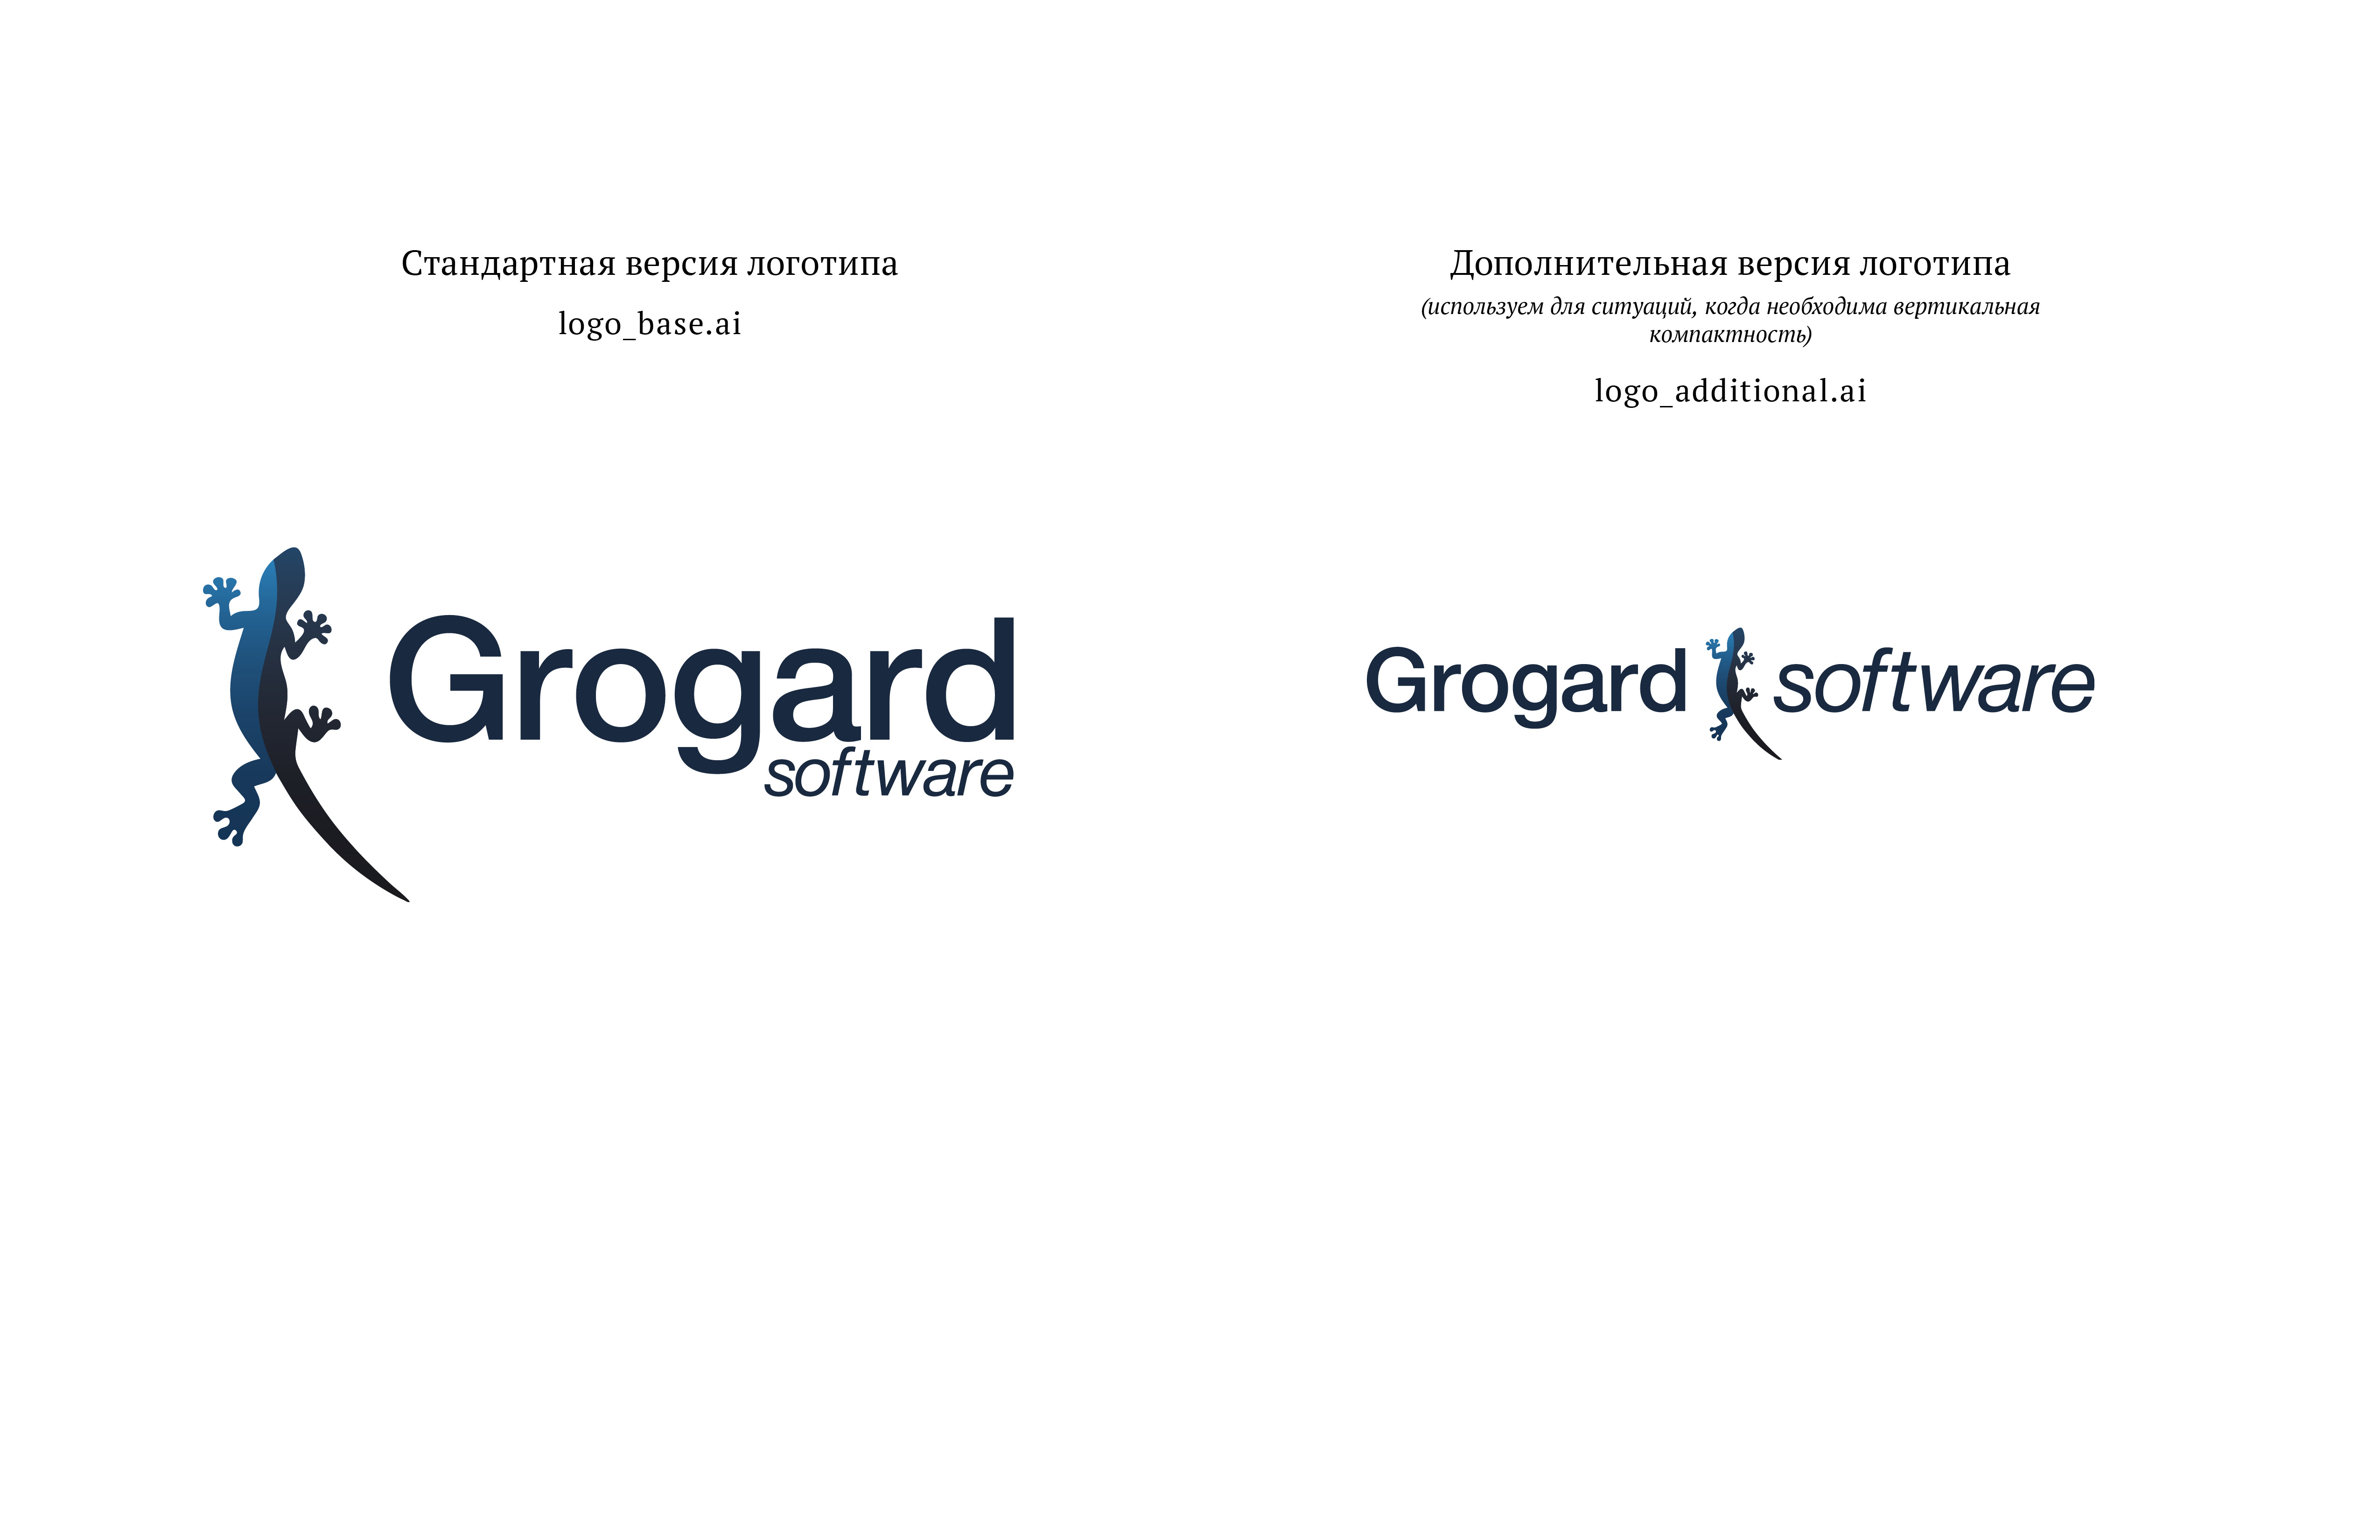 Стандартная версия логотипа
logo_base.ai
Grogard
software
Дополнительная версия логотипа
(используем для ситуаций, когда необходима вертикальная
компактность)
logo_additional.ai
Grogard software